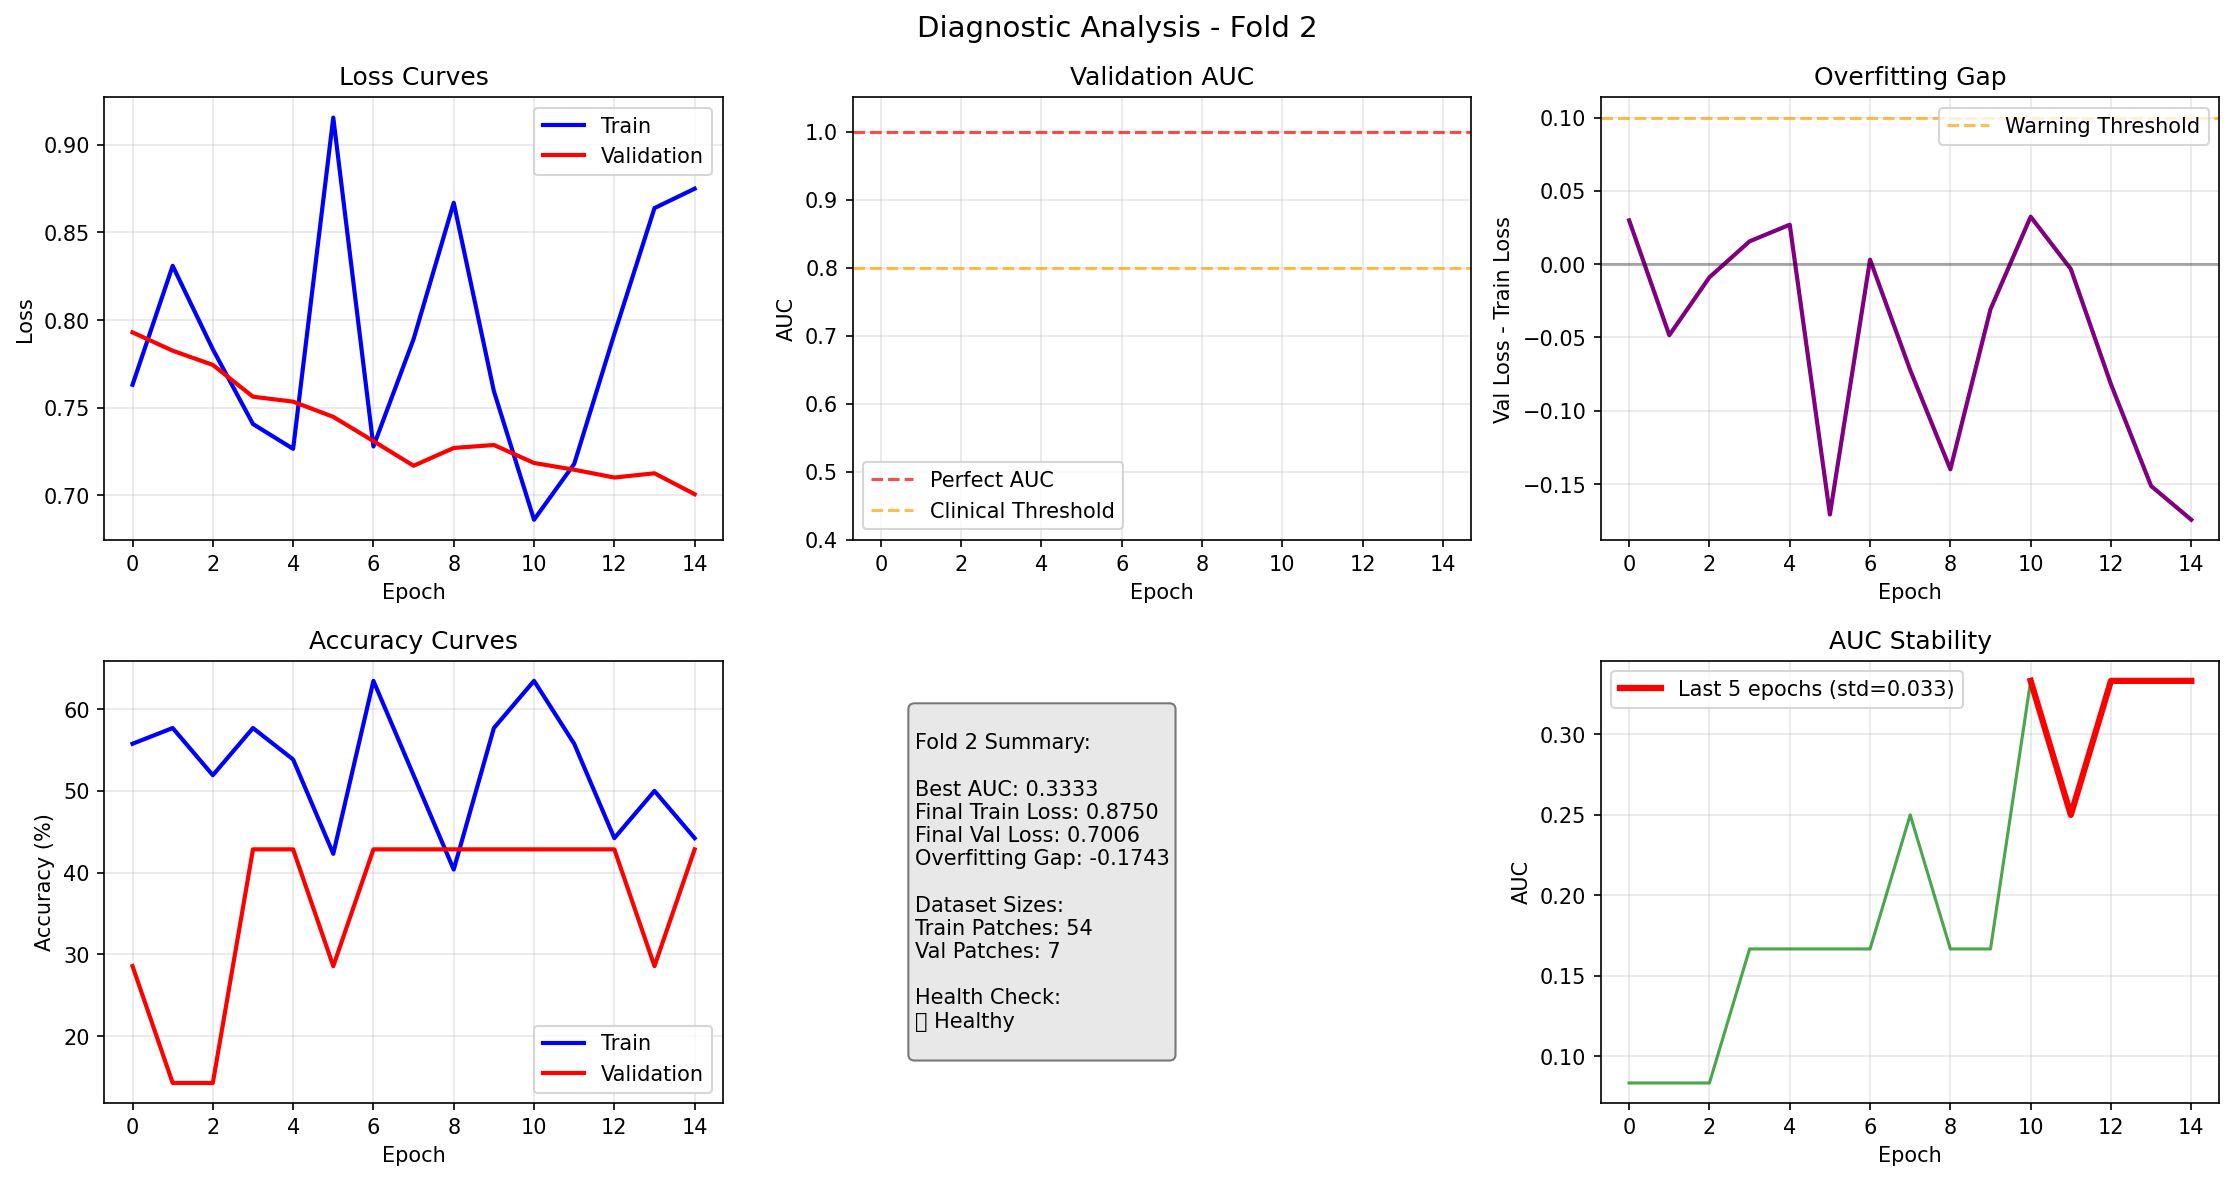 Diagnostic Analysis - Fold 2
Loss Curves
Train
Validation
0.90
0.85
0.80
0.75
0.70
Loss
0 2 4 6 8 10 12 14
Epoch
Validation AUC
1.0
0.9
0.8
0.7
0.6
0.5
0.4
AUC
Perfect AUC
Clinical Threshold
0 2 4 6 8 10 12 14
Epoch
Overfitting Gap
Warning Threshold
0.10
0.05
0.00
−0.05
−0.10
−0.15
Val Loss - Train Loss
0 2 4 6 8 10 12 14
Epoch
Accuracy Curves
60
50
40
30
20
Accuracy (%)
Train
Validation
0 2 4 6 8 10 12 14
Epoch
Fold 2 Summary:
Best AUC: 0.3333
Final Train Loss: 0.8750
Final Val Loss: 0.7006
Overfitting Gap: -0.1743
Dataset Sizes:
Train Patches: 54
Val Patches: 7
Health Check:
Healthy
AUC Stability
Last 5 epochs (std=0.033)
0.30
0.25
0.20
0.15
0.10
AUC
0 2 4 6 8 10 12 14
Epoch